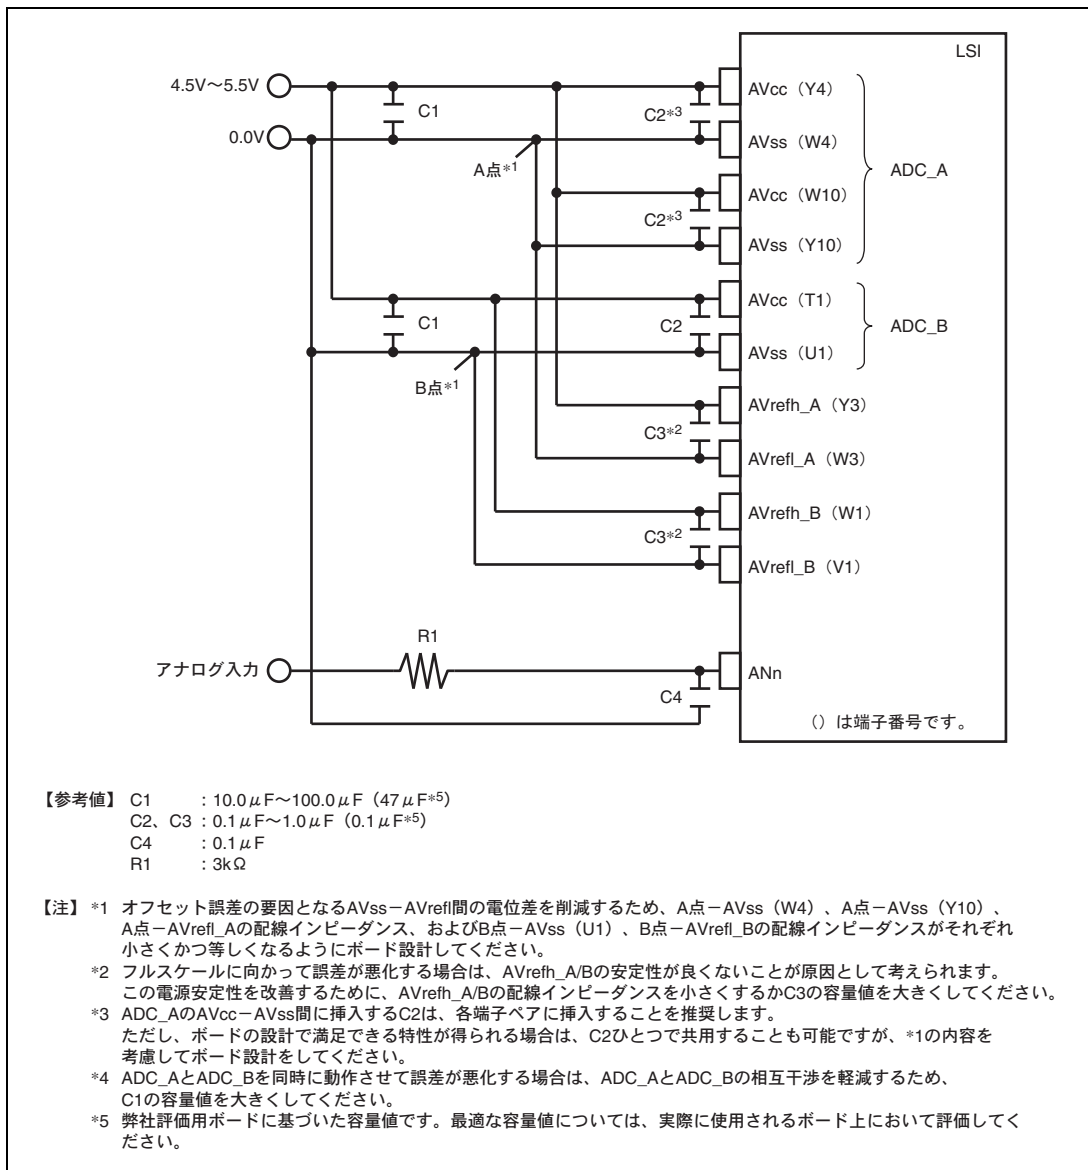 LSI
4.5V～5.5V
C1
C2*3
AVcc（Y4）
0.0V
AVss（W4）
A点*1
ADC_A
C2*3
AVcc（W10）
AVss（Y10）
C1
C2
AVcc（T1）
ADC_B
AVss（U1）
B点*1
AVrefh_A（Y3）
C3*2
AVrefl_A（W3）
AVrefh_B（W1）
C3*2
AVrefl_B（V1）
R1
アナログ入力
ANn
C4
（）は端子番号です。
【参考値】 C1 : 10.0μF～100.0μF（47μF*5）
C2、C3 : 0.1μF～1.0μF（0.1μF*5）
C4 : 0.1μF
R1 : 3kΩ
【注】 *1 オフセット誤差の要因となるAVss－AVrefl間の電位差を削減するため、A点－AVss（W4）、A点－AVss（Y10）、
A点－AVrefl_Aの配線インピーダンス、およびB点－AVss（U1）、B点－AVrefl_Bの配線インピーダンスがそれぞれ
小さくかつ等しくなるようにボード設計してください。
*2 フルスケールに向かって誤差が悪化する場合は、AVrefh_A/Bの安定性が良くないことが原因として考えられます。
この電源安定性を改善するために、AVrefh_A/Bの配線インピーダンスを小さくするかC3の容量値を大きくしてください。
*3 ADC_AのAVcc－AVss間に挿入するC2は、各端子ペアに挿入することを推奨します。
ただし、ボードの設計で満足できる特性が得られる場合は、C2ひとつで共用することも可能ですが、*1の内容を
考慮してボード設計をしてください。
*4 ADC_AとADC_Bを同時に動作させて誤差が悪化する場合は、ADC_AとADC_Bの相互干渉を軽減するため、
C1の容量値を大きくしてください。
*5 弊社評価用ボードに基づいた容量値です。最適な容量値については、実際に使用されるボード上において評価してく
ださい。